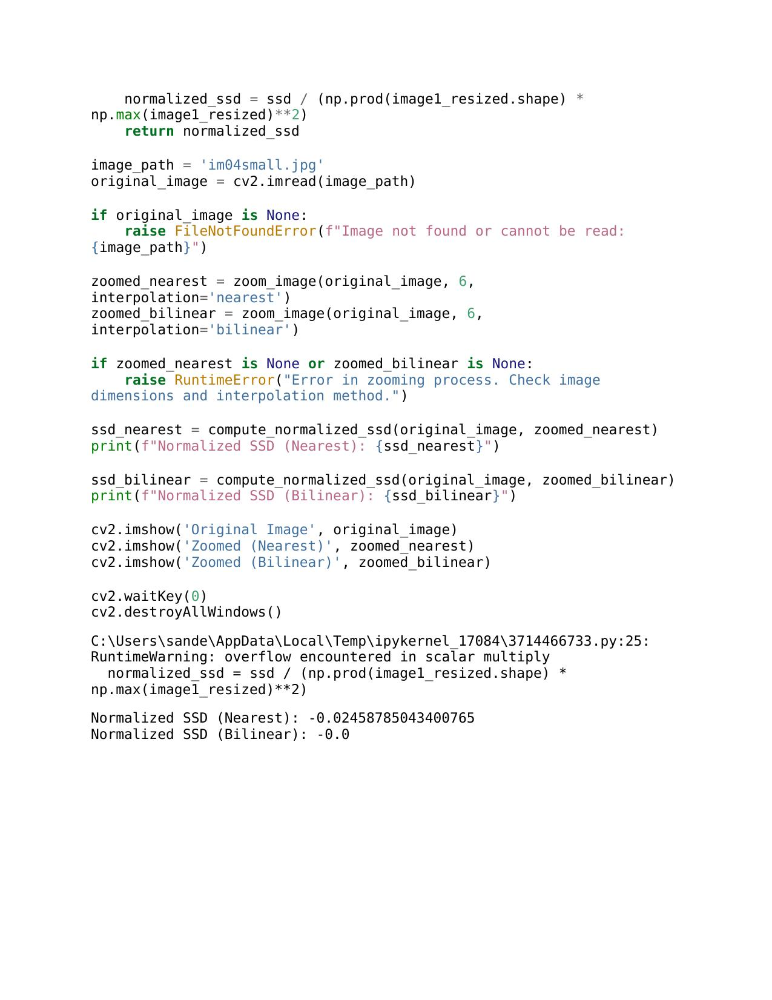 normalized_ssd = ssd / (np.prod(image1_resized.shape) *
np.max(image1_resized)**2)
    return normalized_ssd

image_path = 'im04small.jpg'
original_image = cv2.imread(image_path)

if original_image is None:
    raise FileNotFoundError(f"Image not found or cannot be read:
{image_path}")

zoomed_nearest = zoom_image(original_image, 6,
interpolation='nearest')
zoomed_bilinear = zoom_image(original_image, 6,
interpolation='bilinear')

if zoomed_nearest is None or zoomed_bilinear is None:
    raise RuntimeError("Error in zooming process. Check image
dimensions and interpolation method.")

ssd_nearest = compute_normalized_ssd(original_image, zoomed_nearest)
print(f"Normalized SSD (Nearest): {ssd_nearest}")

ssd_bilinear = compute_normalized_ssd(original_image, zoomed_bilinear)
print(f"Normalized SSD (Bilinear): {ssd_bilinear}")

cv2.imshow('Original Image', original_image)
cv2.imshow('Zoomed (Nearest)', zoomed_nearest)
cv2.imshow('Zoomed (Bilinear)', zoomed_bilinear)

cv2.waitKey(0)
cv2.destroyAllWindows()

C:\Users\sande\AppData\Local\Temp\ipykernel_17084\3714466733.py:25:
RuntimeWarning: overflow encountered in scalar multiply
  normalized_ssd = ssd / (np.prod(image1_resized.shape) *
np.max(image1_resized)**2)

Normalized SSD (Nearest): -0.02458785043400765
Normalized SSD (Bilinear): -0.0